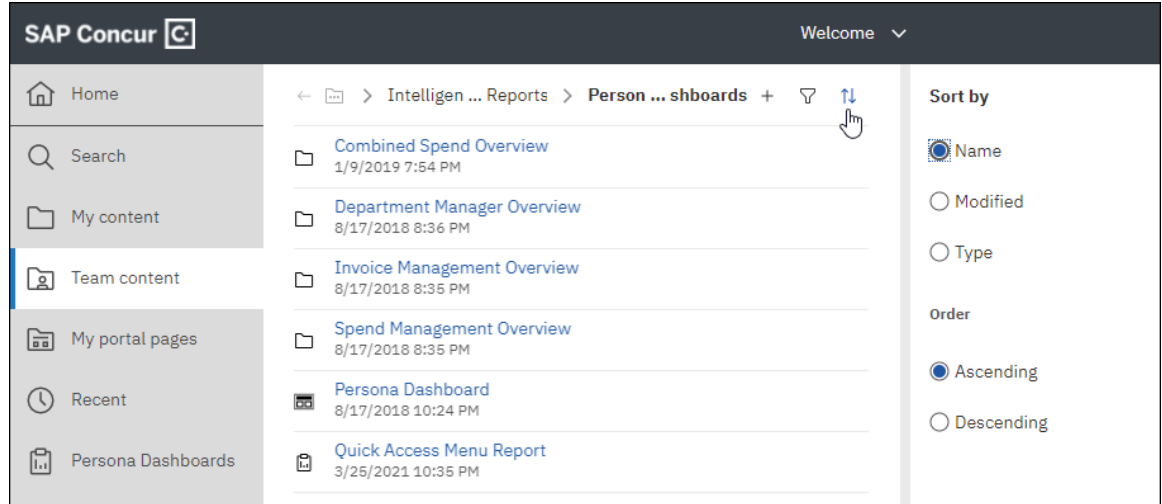 SAP Concur C
Welcome
Home
Search
My content
Team content
My portal pages
Recent
Persona Dashboards
Intelligen ... Reports > Person ... shboards +
Combined Spend Overview
1/9/2019 7:54 PM
Department Manager Overview
8/17/2018 8:36 PM
Invoice Management Overview
8/17/2018 8:35 PM
Spend Management Overview
8/17/2018 8:35 PM
Persona Dashboard
8/17/2018 10:24 PM
Quick Access Menu Report
3/25/2021 10:35 PM
Sort by
Name
Modified
Type
Order
Ascending
Descending